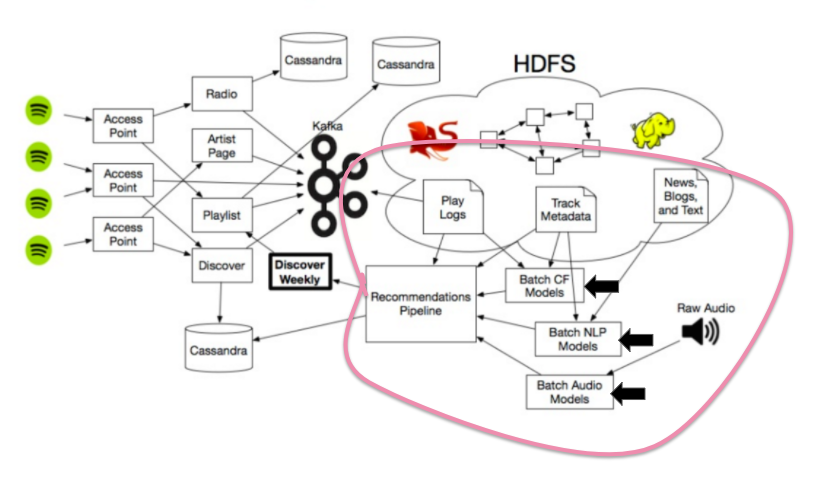 HDFS
Cassandra
Cassandra
Radio
Access
Point
Kafka
Artist
Page
Access
Point
Playlist
Access
Point
Discover
Discover
Weekly
Cassandra
Play
Logs
Track
Metadata
News,
Blogs,
and Text
Recommendations
Pipeline
Batch CF
Models
Raw Audio
Batch NLP
Models
Batch Audio
Models